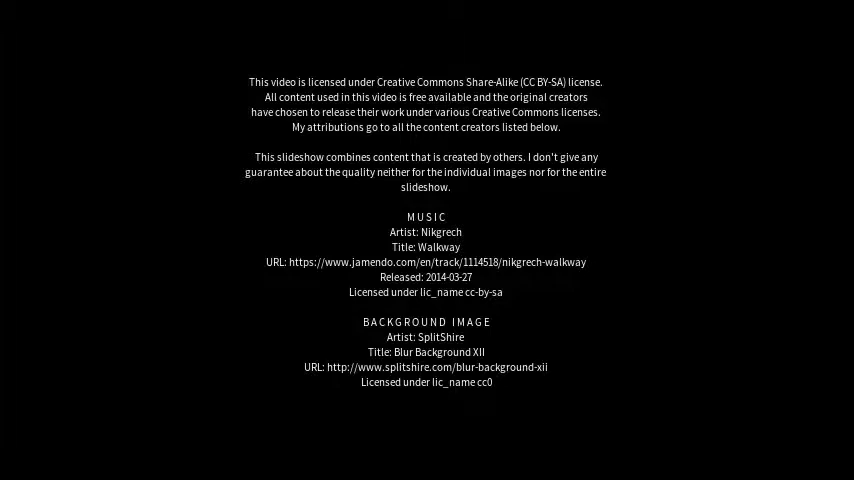 This video is licensed under Creative Commons Share-Alike (CC BY-SA) license.
All content used in this video is free available and the original creators
have chosen to release their work under various Creative Commons licenses.
My attributions go to all the content creators listed below.
This slideshow combines content that is created by others. I don't give any
guarantee about the quality neither for the individual images nor for the entire
slideshow.
MUSIC
Artist: Nikgrech
Title: Walkway
URL: https://www.jamendo.com/en/track/1114518/nikgrech-walkway
Released: 2014-03-27
Licensed under lic_name cc-by-sa
BACKGROUND IMAGE
Artist: SplitShire
Title: Blur Background XII
URL: http://www.splitshire.com/blur-background-xii
Licensed under lic_name cc0